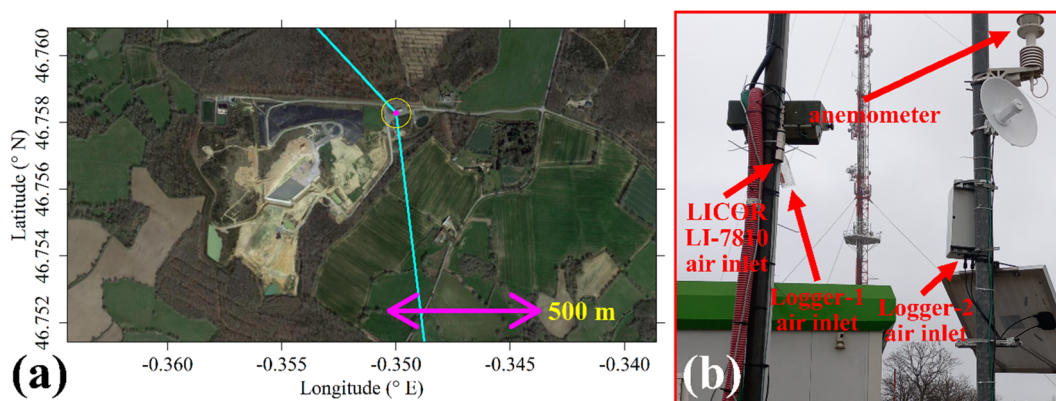 46.760
46.758
46.756
46.754
46.752
Latitude (° N)
500 m
-0.360
-0.355
-0.350
-0.345
-0.340
Longitude (° E)
(a)
anemometer
LICOR
LI-7810
air inlet
Logger-1
air inlet
Logger-2
air inlet
(b)